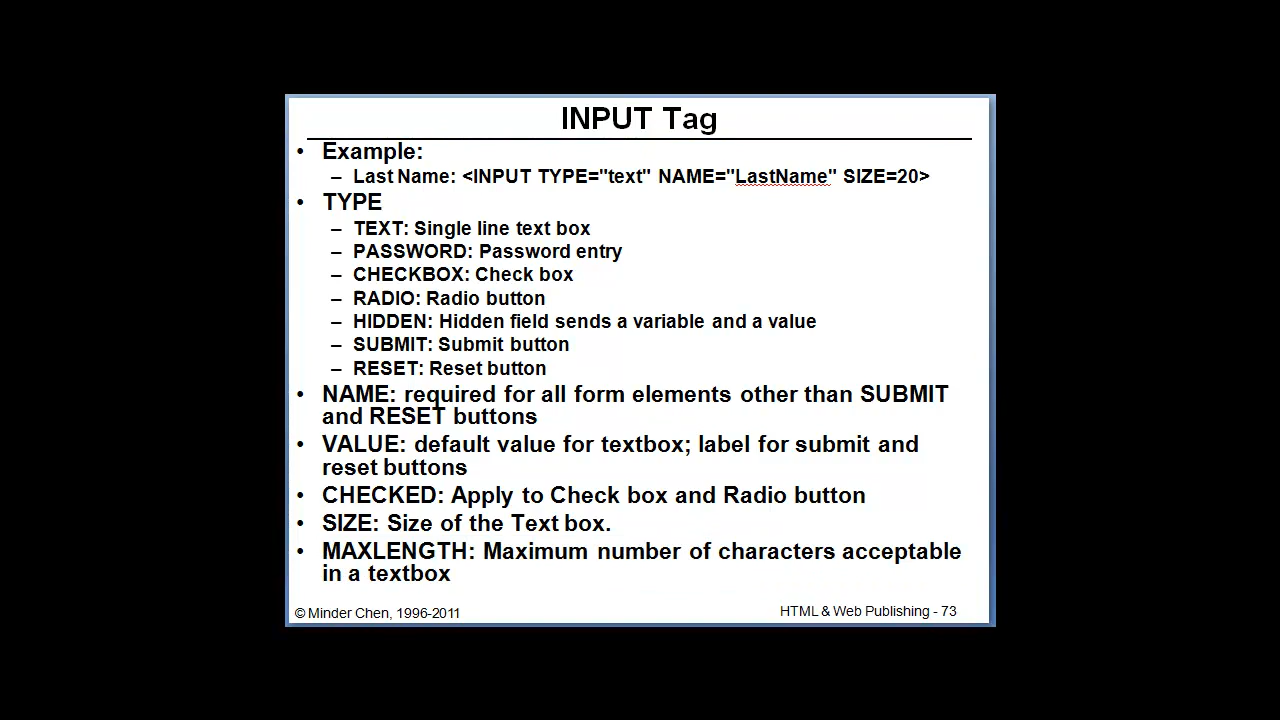 INPUT Tag
• Example:
– Last Name: <INPUT TYPE="text" NAME="LastName" SIZE=20>
• TYPE
– TEXT: Single line text box
– PASSWORD: Password entry
– CHECKBOX: Check box
– RADIO: Radio button
– HIDDEN: Hidden field sends a variable and a value
– SUBMIT: Submit button
– RESET: Reset button
• NAME: required for all form elements other than SUBMIT
and RESET buttons
• VALUE: default value for textbox; label for submit and
reset buttons
• CHECKED: Apply to Check box and Radio button
• SIZE: Size of the Text box.
• MAXLENGTH: Maximum number of characters acceptable
in a textbox
© Minder Chen, 1996-2011
HTML & Web Publishing - 73